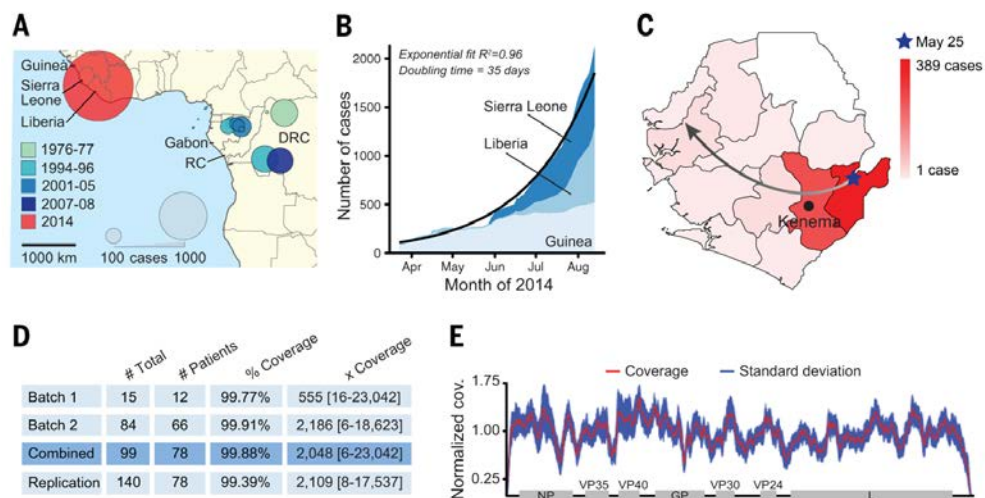 A
Guinea
Sierra
Leone
Liberia
Gabon
RC
DRC
1976-77
1994-96
2001-05
2007-08
2014
1000 km
100 cases 1000
B
Number of cases
2000
1500
1000
500
0
Exponential fit R²=0.96
Doubling time = 35 days
Sierra Leone
Liberia
Guinea
Apr May Jun Jul Aug
Month of 2014
C
May 25
389 cases
1 case
Kenema
D
# Total # Patients % Coverage x Coverage
Batch 1 15 12 99.77% 555 [16-23,042]
Batch 2 84 66 99.91% 2,186 [6-18,623]
Combined 99 78 99.88% 2,048 [6-23,042]
Replication 140 78 99.39% 2,109 [8-17,537]
E
Coverage Standard deviation
Normalized cov.
1.75
1.00
0.25
VP35 VP40 VP30 VP24
NP GP L